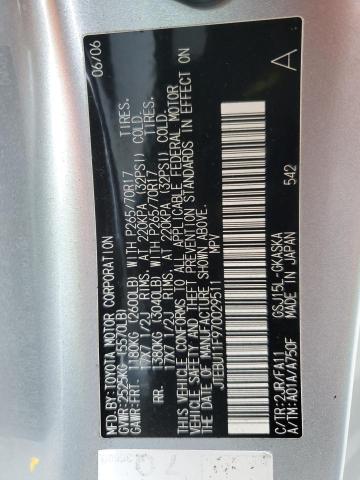 MFD. BY: TOYOTA MOTOR CORPORATION 06/06
GVWR: 2525KG (5570LB)
GAWR: FRT. 1180KG (2600LB) WITH P265/70R17 TIRES.
17X7 1/2J RIMS. AT 220KPA (32PSI) COLD.
RR. 1380KG (3040LB) WITH P265/70R17 TIRES.
17X7 1/2J RIMS. AT 220KPA (32PSI) COLD.
THIS VEHICLE CONFORMS TO ALL APPLICABLE FEDERAL MOTOR
VEHICLE SAFETY AND THEFT PREVENTION STANDARDS IN EFFECT ON
THE DATE OF MANUFACTURE SHOWN ABOVE.
JTEBU11F970022511
MPV
A
GSJ15L-GKASKA
C/TR: 2JR/FA11 542
A/TM: A01A/A750F MADE IN JAPAN